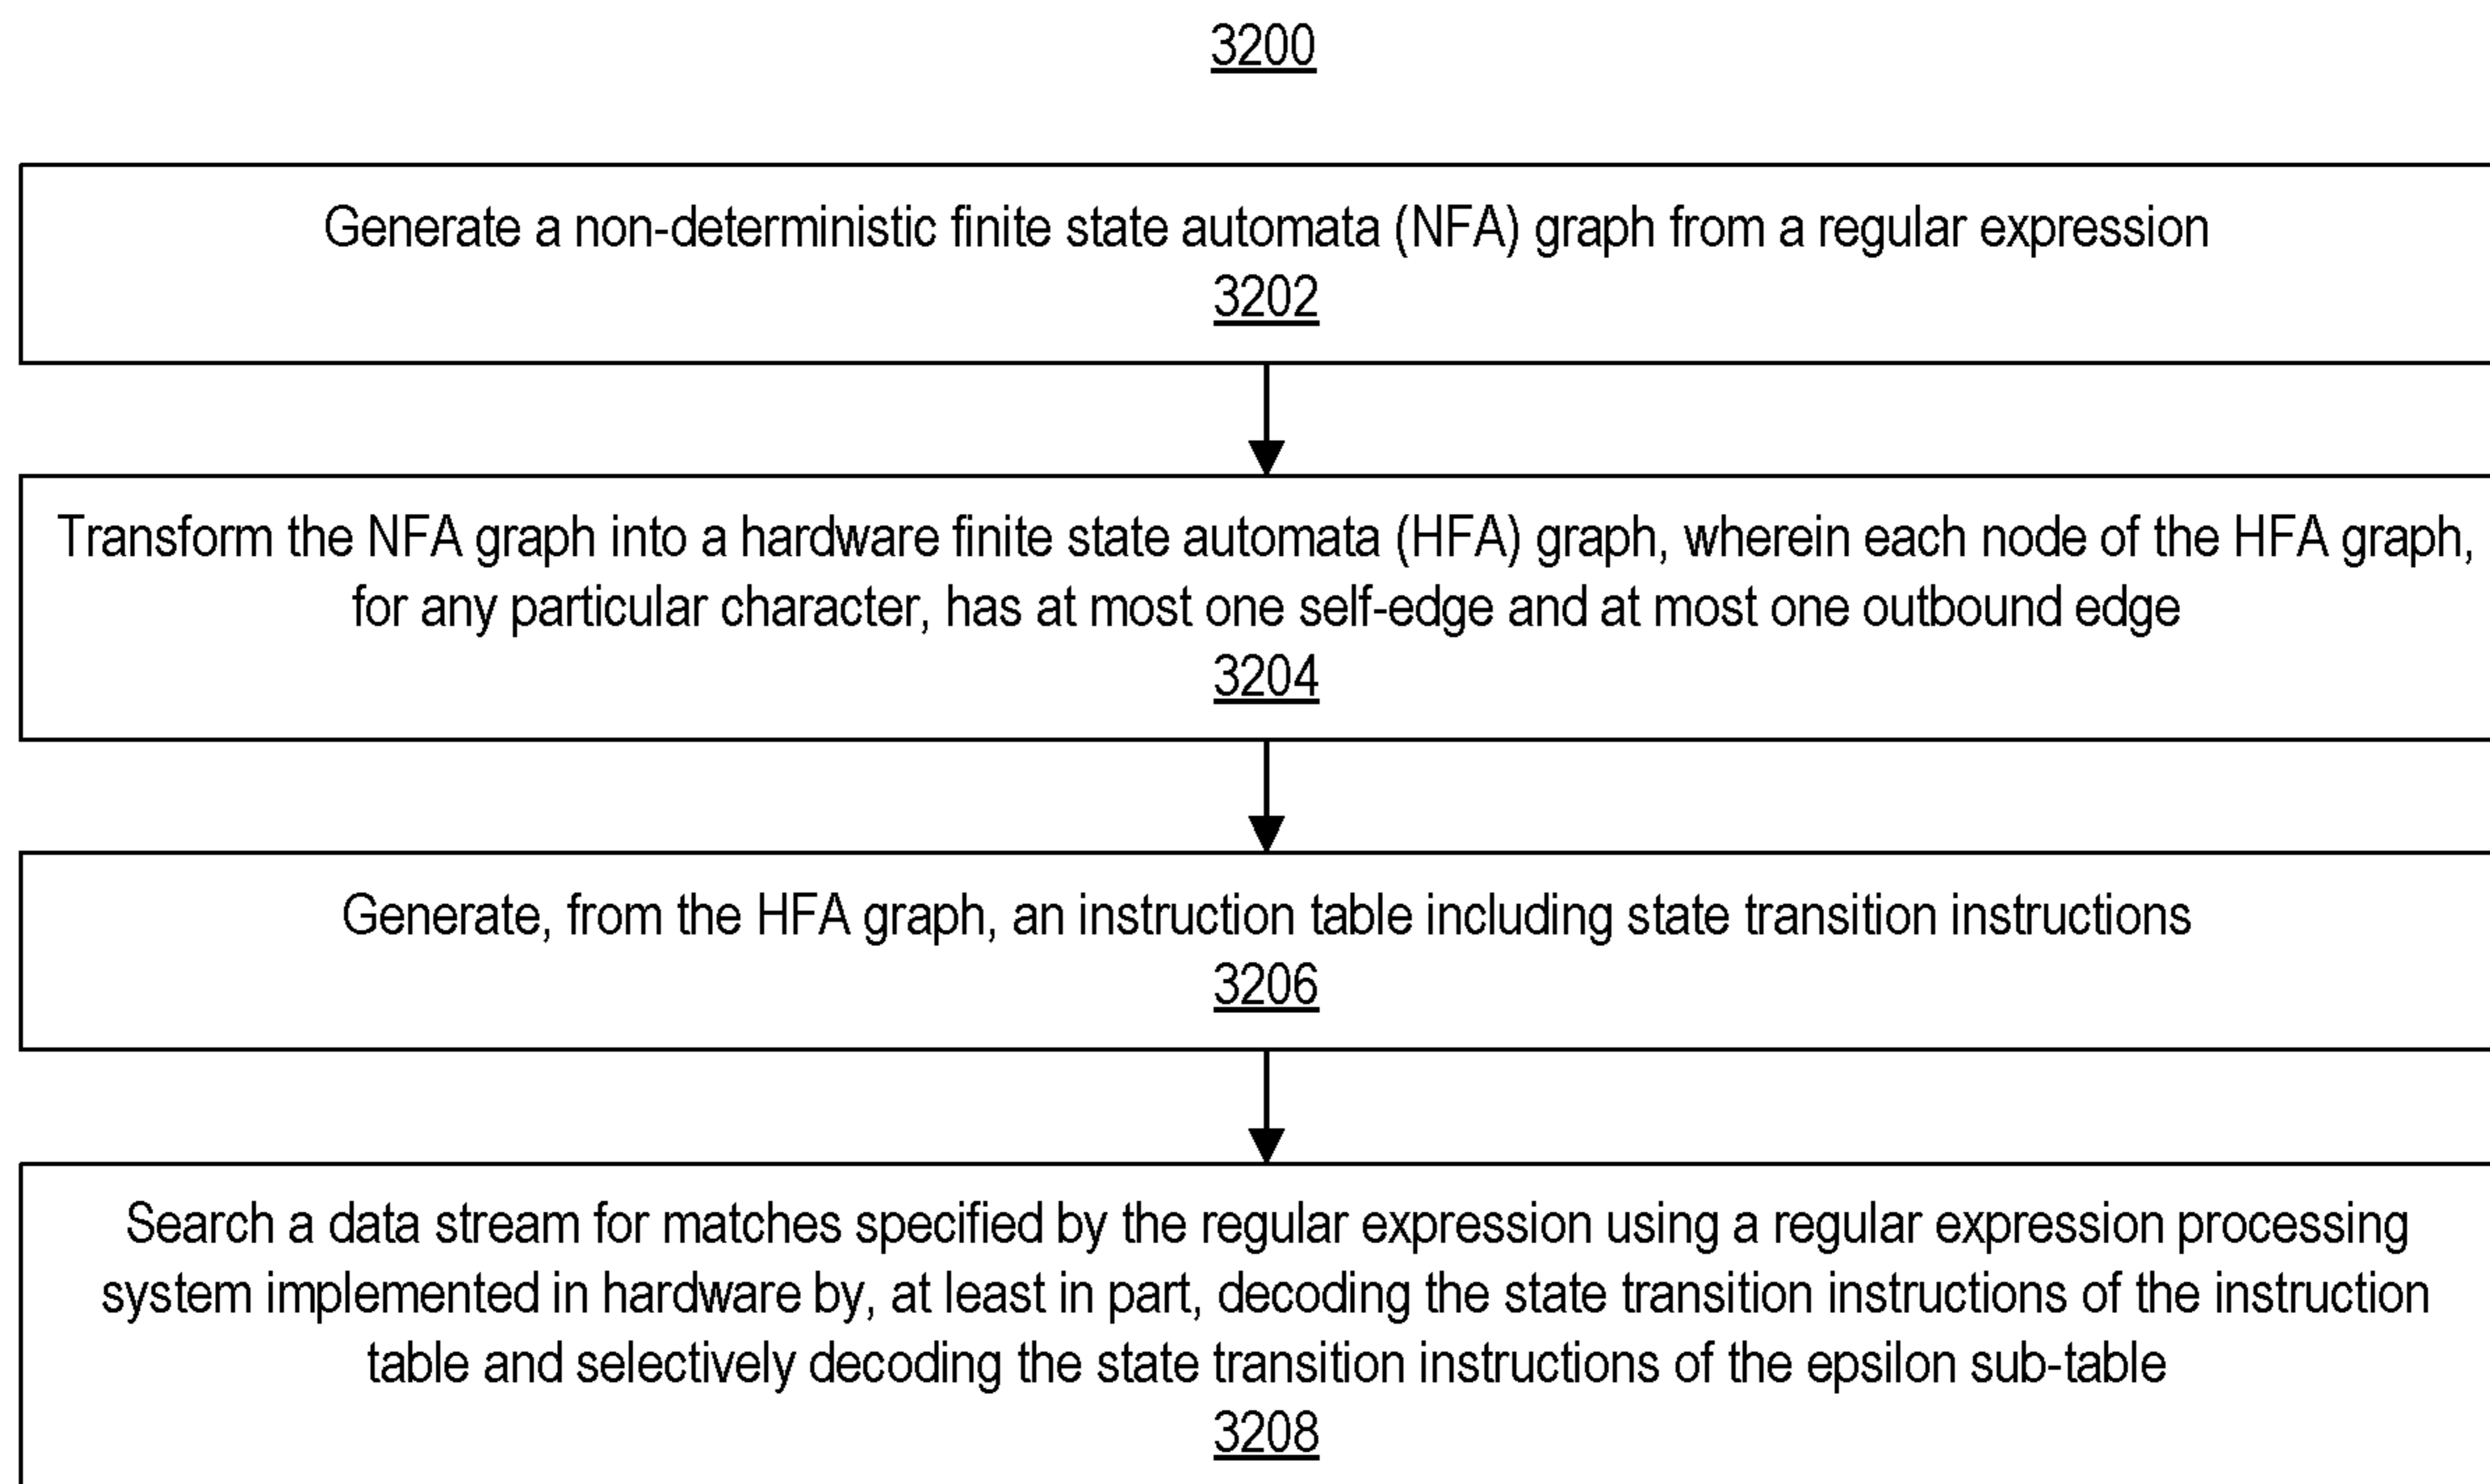 3200
Generate a non-deterministic finite state automata (NFA) graph from a regular expression
3202
Transform the NFA graph into a hardware finite state automata (HFA) graph, wherein each node of the HFA graph,
for any particular character, has at most one self-edge and at most one outbound edge
3204
Generate, from the HFA graph, an instruction table including state transition instructions
3206
Search a data stream for matches specified by the regular expression using a regular expression processing
system implemented in hardware by, at least in part, decoding the state transition instructions of the instruction
table and selectively decoding the state transition instructions of the epsilon sub-table
3208